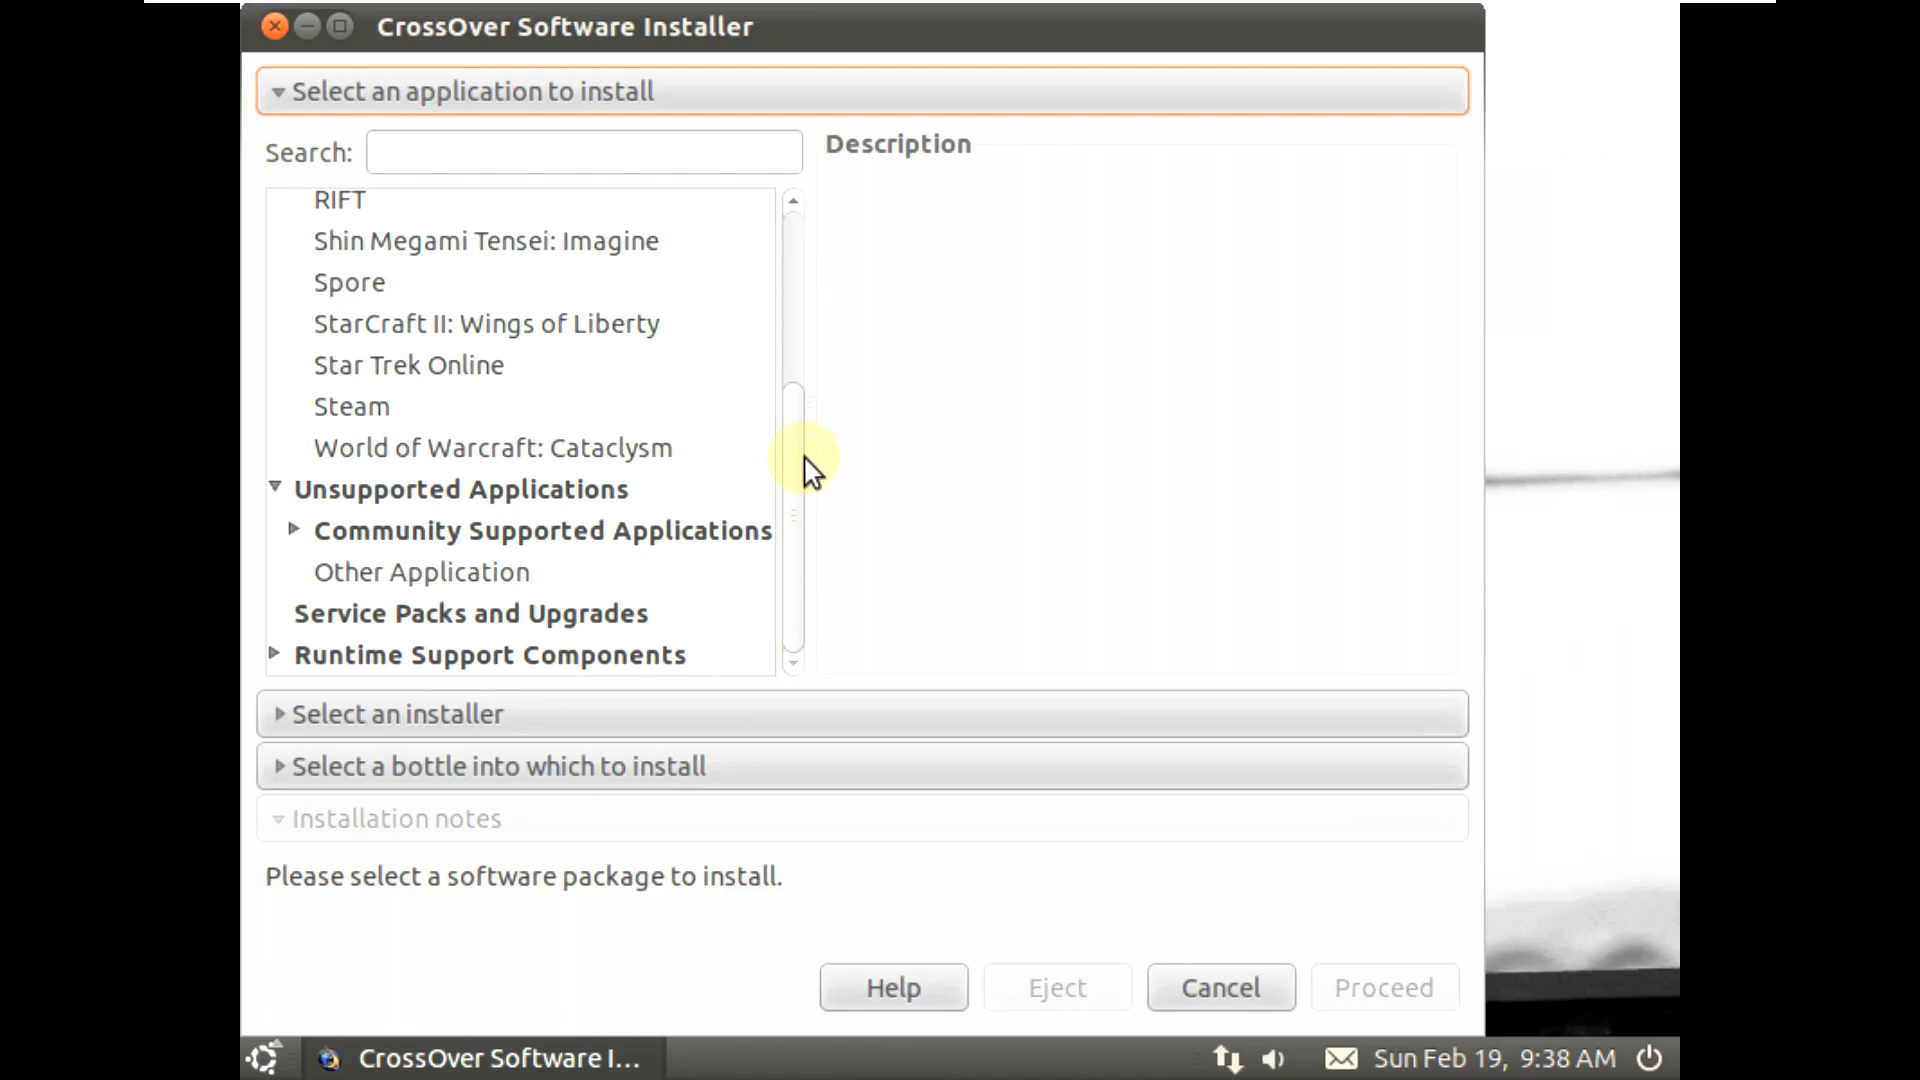 CrossOver Software Installer
Select an application to install
Search:
Description
RIFT
Shin Megami Tensei: Imagine
Spore
StarCraft II: Wings of Liberty
Star Trek Online
Steam
World of Warcraft: Cataclysm
Unsupported Applications
Community Supported Applications
Other Application
Service Packs and Upgrades
Runtime Support Components
Select an installer
Select a bottle into which to install
Installation notes
Please select a software package to install.
Help Eject Cancel Proceed
CrossOver Software I... Sun Feb 19, 9:38 AM